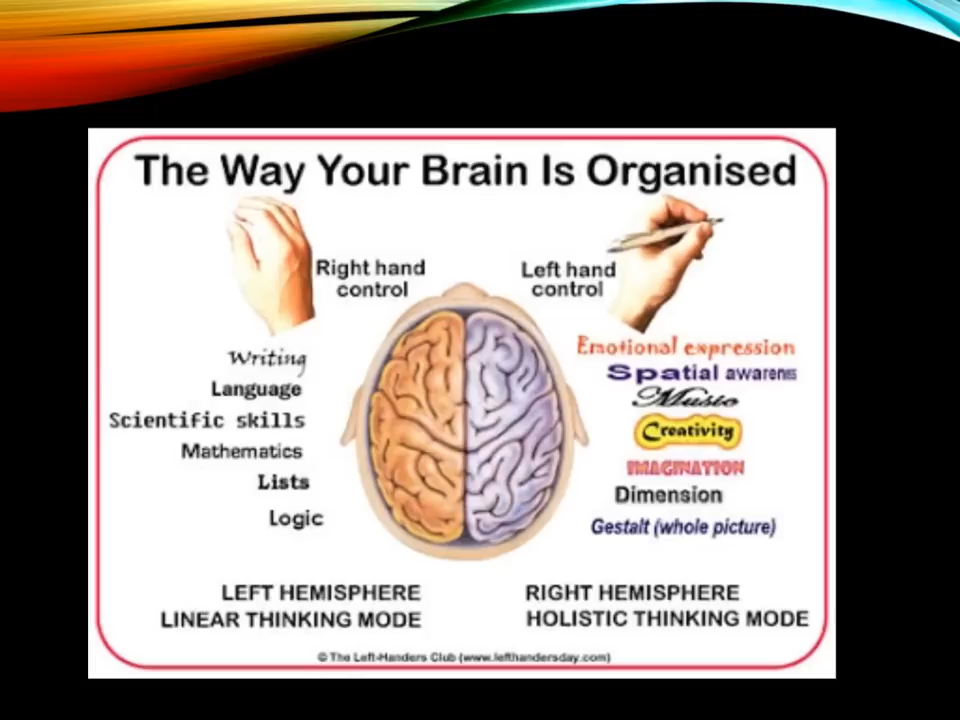 The Way Your Brain Is Organised
Right hand
control
Left hand
control
Writing
Language
Scientific skills
Mathematics
Lists
Logic
Emotional expression
Spatial awareness
Music
Creativity
IMAGINATION
Dimension
Gestalt (whole picture)
LEFT HEMISPHERE
LINEAR THINKING MODE
RIGHT HEMISPHERE
HOLISTIC THINKING MODE
© The Left-Handers Club (www.lefthandersday.com)